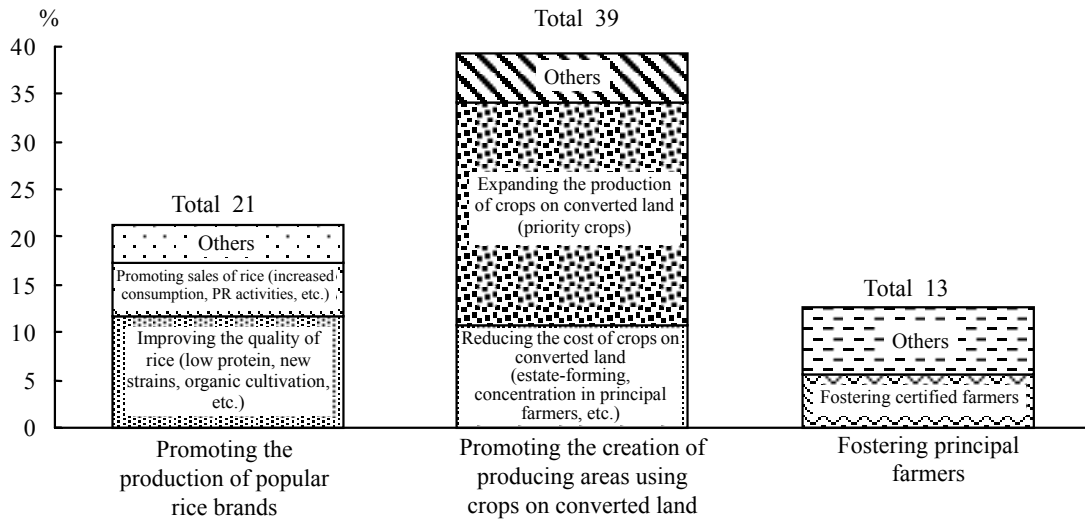 %
Total 39
40
35
30
25
20
15
10
5
0
Others
Expanding the production
of crops on converted land
(priority crops)
Reducing the cost of crops on
converted land
(estate-forming,
concentration in principal
farmers, etc.)
Total 21
Others
Promoting sales of rice (increased
consumption, PR activities, etc.)
Improving the quality of
rice (low protein, new
strains, organic cultivation,
etc.)
Total 13
Others
Fostering certified farmers
Promoting the
production of popular
rice brands
Promoting the creation of
producing areas using
crops on converted land
Fostering principal
farmers